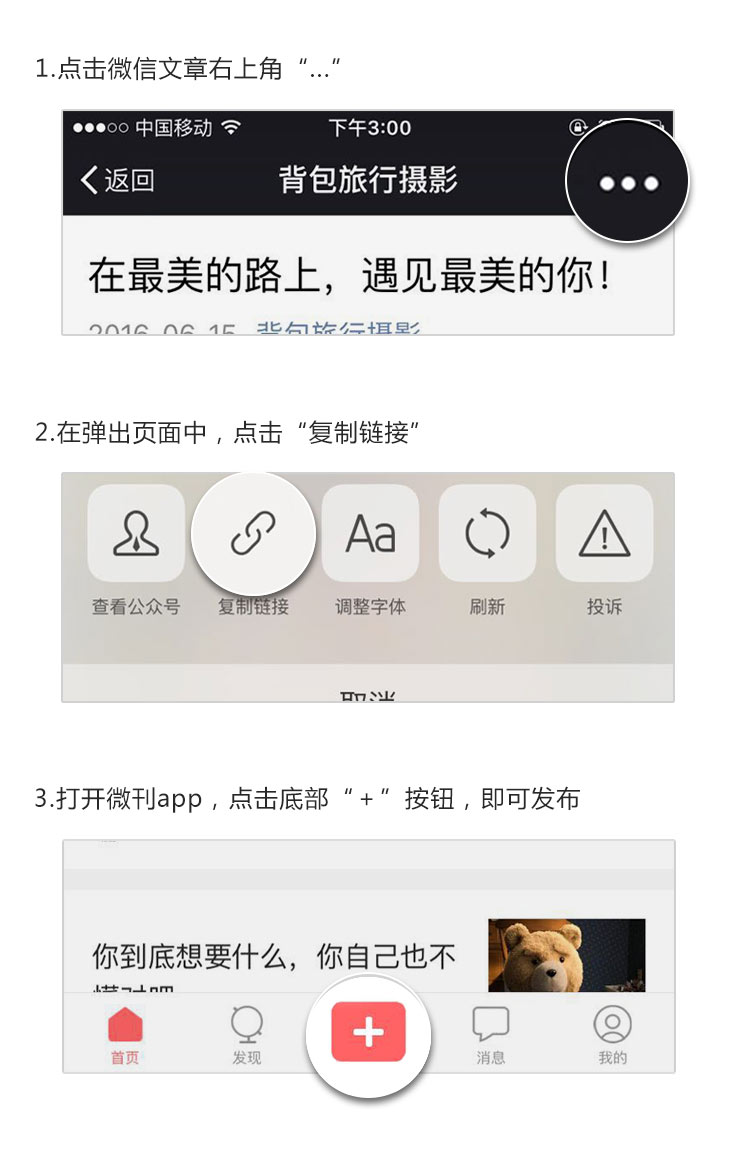 1.点击微信文章右上角“...”
中国移动 下午3:00
返回 背包旅行摄影
在最美的路上，遇见最美的你！
2016-06-15 背包旅行摄影
2.在弹出页面中，点击“复制链接”
Aa
查看公众号 复制链接 调整字体 刷新 投诉
取消
3.打开微刊app，点击底部“+”按钮，即可发布
你到底想要什么，你自己也不
懂对吧
首页 发现 消息 我的